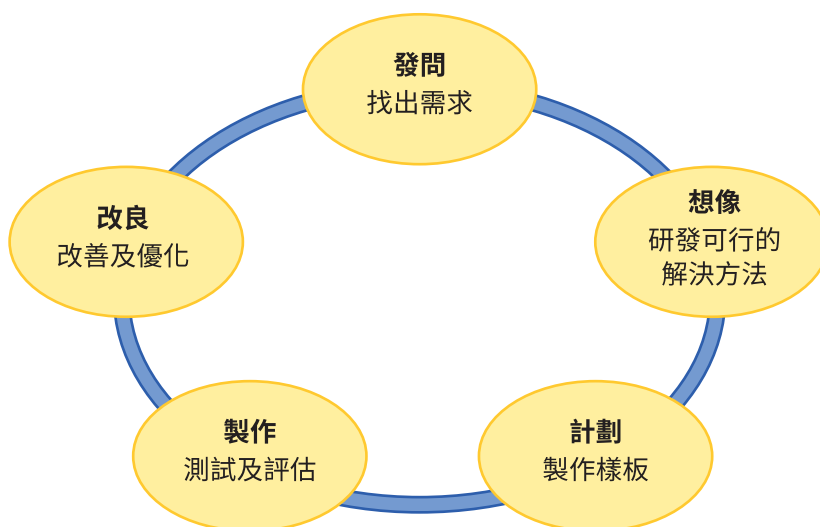 發問
找出需求
想像
研發可行的
解決方法
計劃
製作樣板
製作
測試及評估
改良
改善及優化